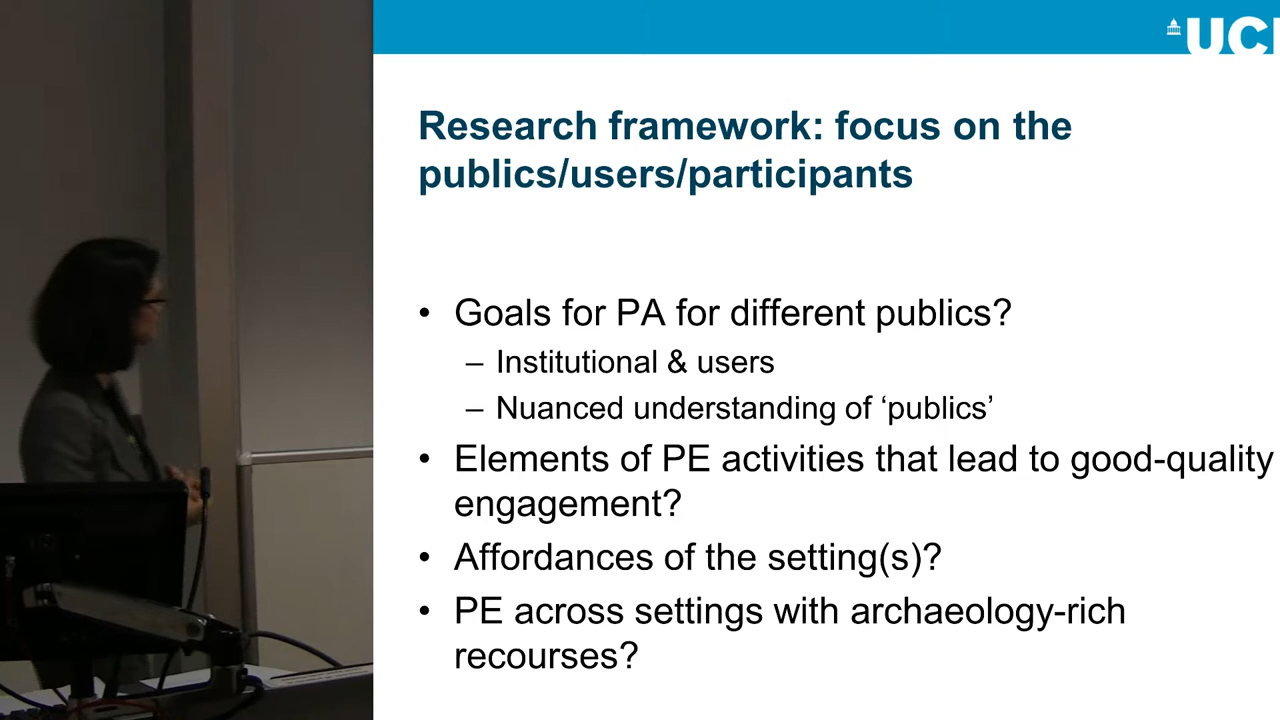 UCL
Research framework: focus on the
publics/users/participants
• Goals for PA for different publics?
– Institutional & users
– Nuanced understanding of ‘publics’
• Elements of PE activities that lead to good-quality
engagement?
• Affordances of the setting(s)?
• PE across settings with archaeology-rich
recourses?